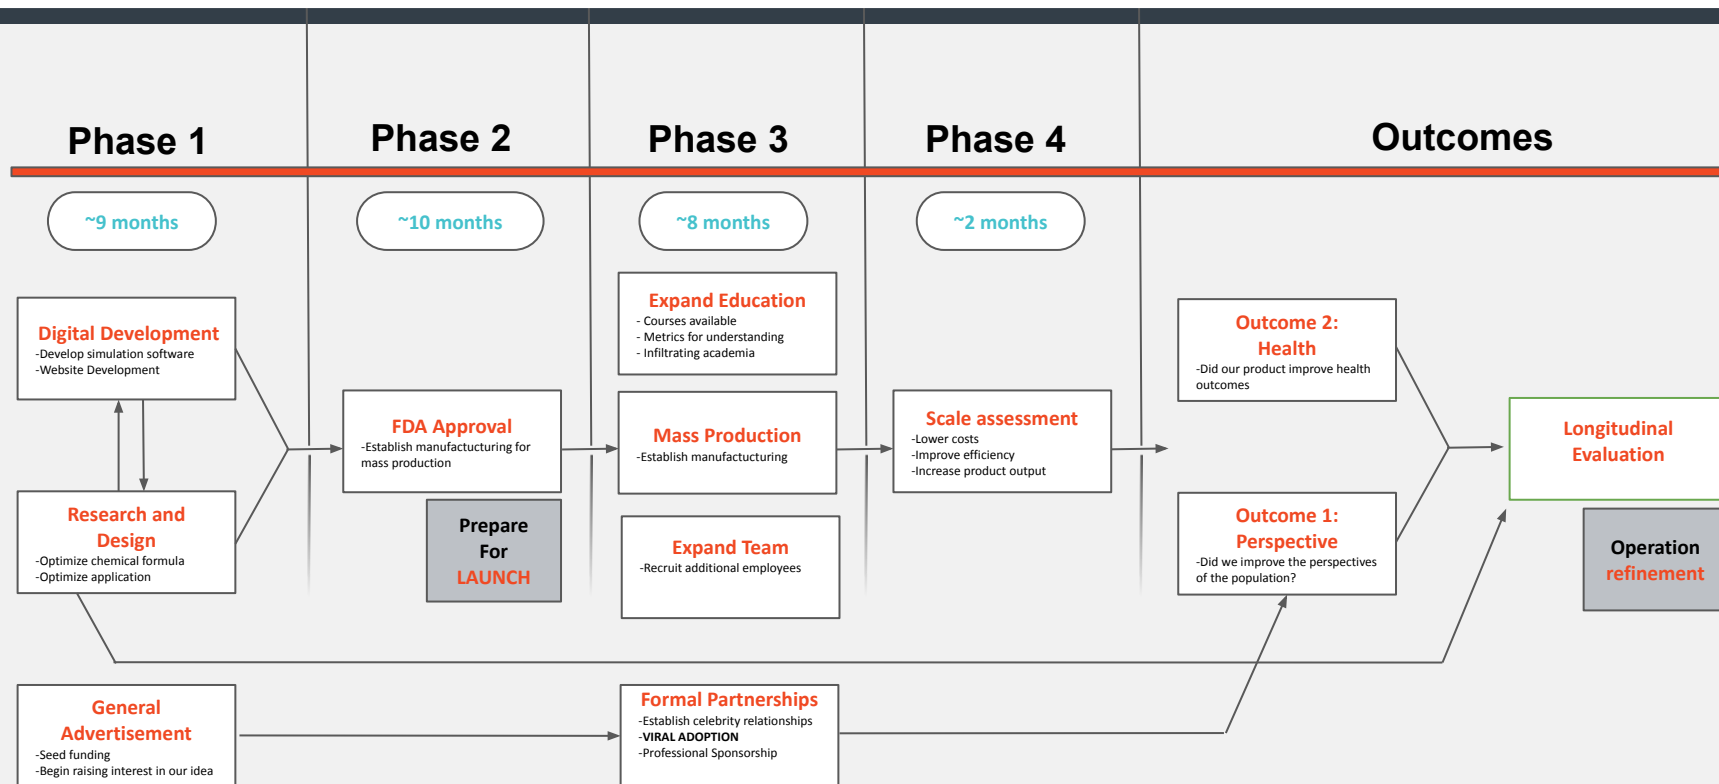 Phase 1
Phase 2
Phase 3
Phase 4
Outcomes
~9 months
~10 months
~8 months
~2 months
Digital Development
-Develop simulation software
-Website Development
Research and
Design
-Optimize chemical formula
-Optimize application
General
Advertisement
-Seed funding
-Begin raising interest in our idea
FDA Approval
-Establish manufactucturing for
mass production
Prepare
For
LAUNCH
Expand Education
- Courses available
- Metrics for understanding
- Infiltrating academia
Mass Production
-Establish manufactucturing
Expand Team
-Recruit additional employees
Formal Partnerships
-Establish celebrity relationships
-VIRAL ADOPTION
-Professional Sponsorship
Scale assessment
-Lower costs
-Improve efficiency
-Increase product output
Outcome 2:
Health
-Did our product improve health
outcomes
Outcome 1:
Perspective
-Did we improve the perspectives
of the population?
Longitudinal
Evaluation
Operation
refinement